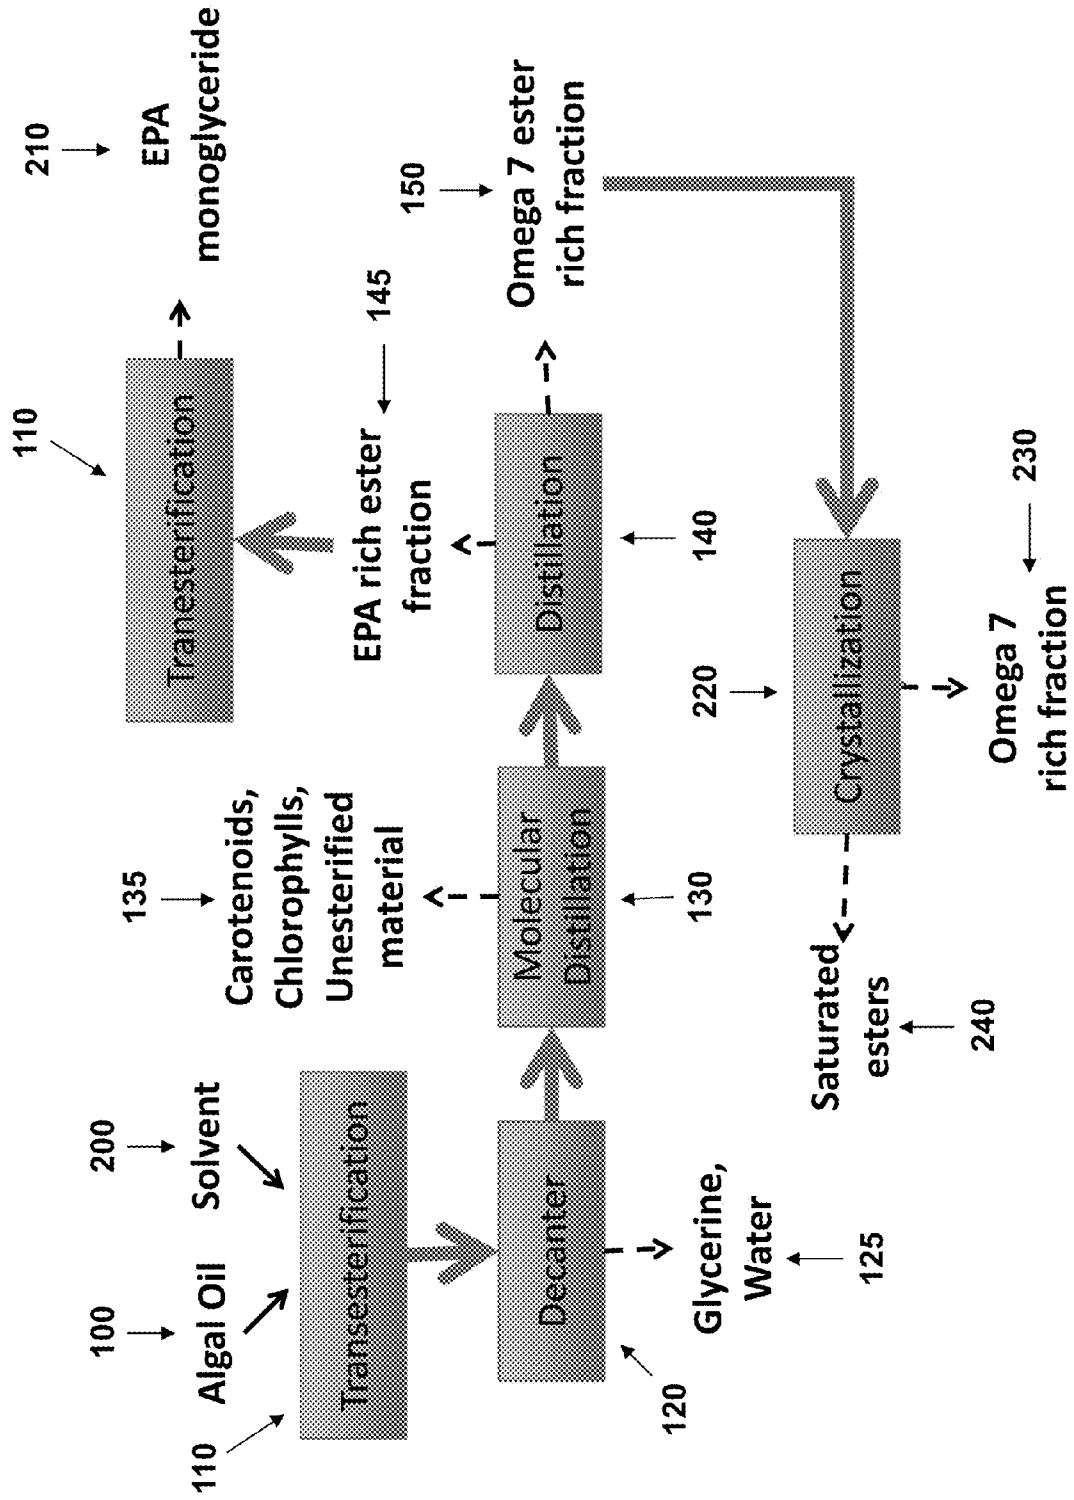 100
Algal Oil
200
Solvent
110
Transesterification
120
Decanter
Glycerine,
Water
125
135
Carotenoids,
Chlorophylls,
Unesterified
material
Molecular
Distillation
130
110
Tranesterification
210
EPA
monoglyceride
145
EPA rich ester
fraction
Distillation
140
150
Omega 7 ester
rich fraction
220
Crystallization
Saturated
esters
240
230
Omega 7
rich fraction